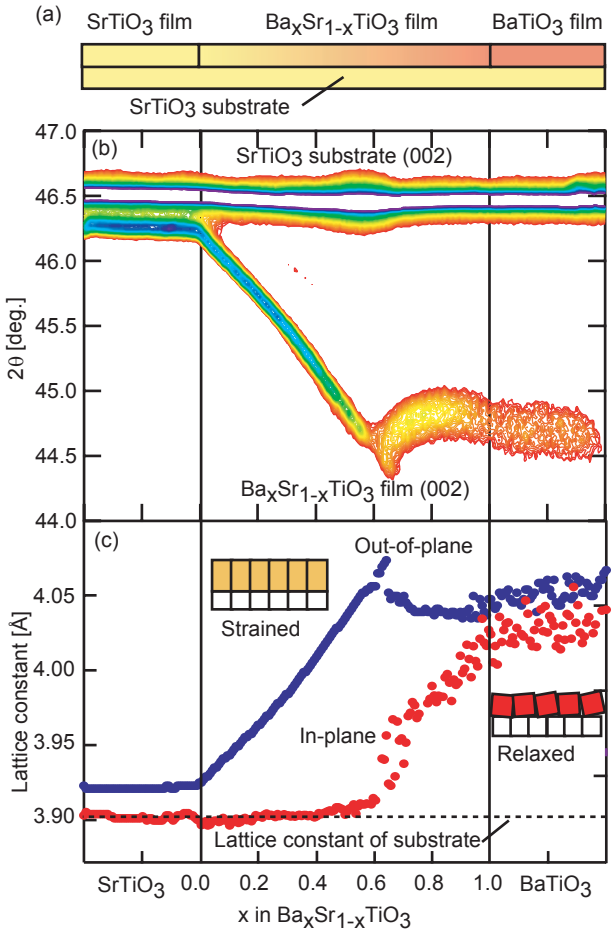 (a)
SrTiO3 film
BaxSr1-xTiO3 film
BaTiO3 film
SrTiO3 substrate
47.0
46.5
46.0
45.5
45.0
44.5
44.0
2θ [deg.]
(b)
SrTiO3 substrate (002)
BaxSr1-xTiO3 film (002)
(c)
Out-of-plane
Strained
In-plane
Relaxed
Lattice constant of substrate
4.05
4.00
3.95
3.90
Lattice constant [Å]
SrTiO3 0.0 0.2 0.4 0.6 0.8 1.0 BaTiO3
x in BaxSr1-xTiO3